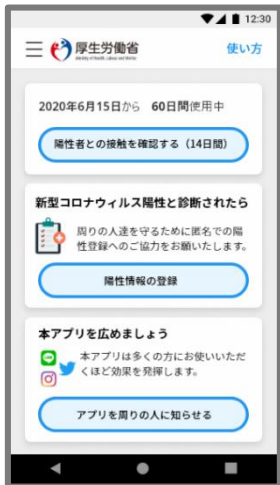 12:30
厚生労働省
Ministry of Health, Labour and Welfare
使い方
2020年6月15日から 60日間使用中
陽性者との接触を確認する（14日間）
新型コロナウィルス陽性と診断されたら
周りの人達を守るために匿名での陽
性登録へのご協力をお願いいたします。
陽性情報の登録
本アプリを広めましょう
本アプリは多くの方にお使いいただ
くほど効果を発揮します。
アプリを周りの人に知らせる